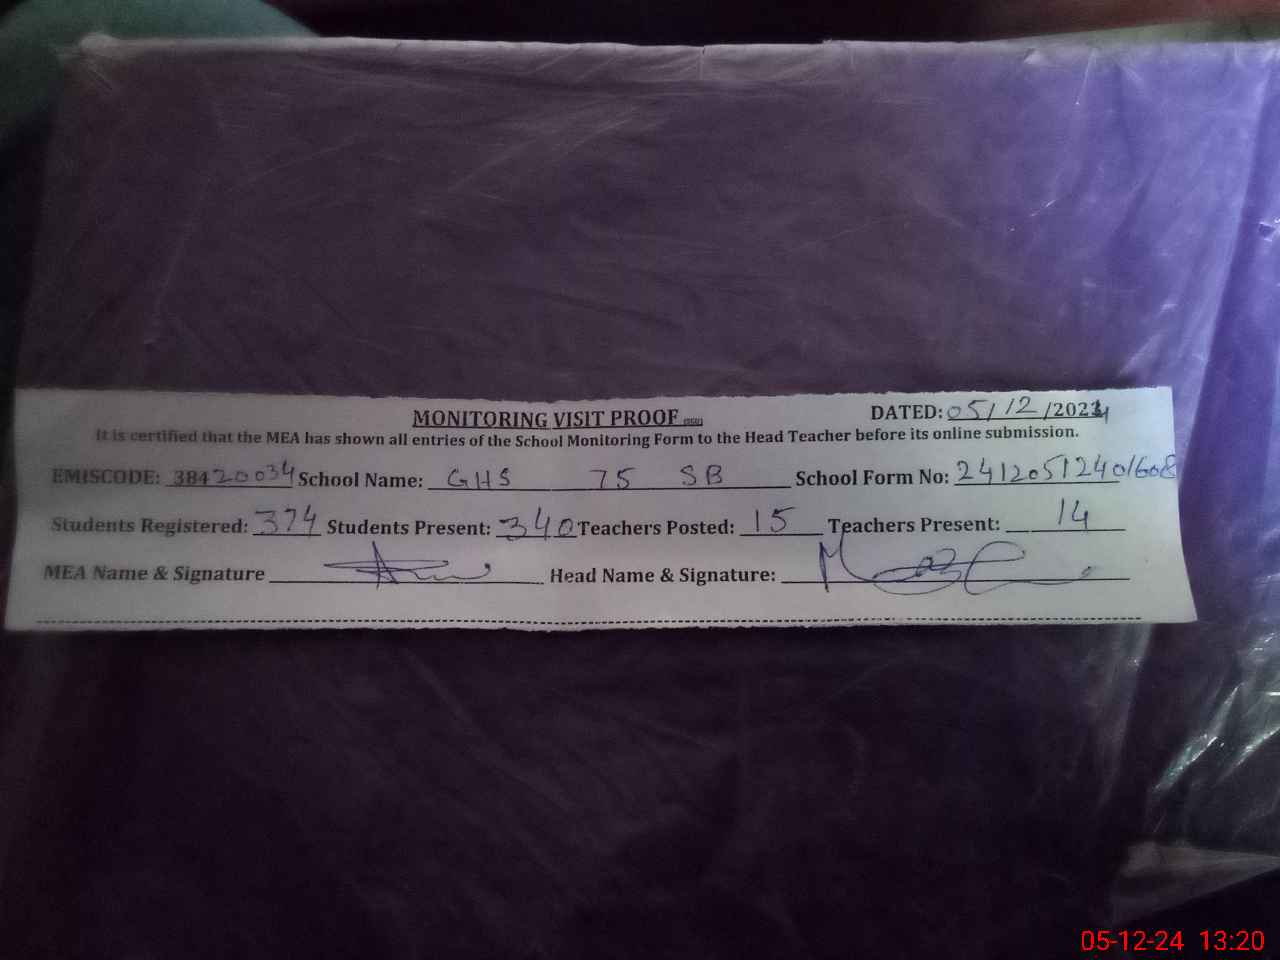 MONITORING VISIT PROOF DATED: 05/12/2024
It is certified that the MEA has shown all entries of the School Monitoring Form to the Head Teacher before its online submission.
EMISCODE: 38420034 School Name: GHS 75 SB School Form No: 24120512401608
Students Registered: 374 Students Present: 340 Teachers Posted: 15 Teachers Present: 14
MEA Name & Signature Head Name & Signature:
05-12-24 13:20